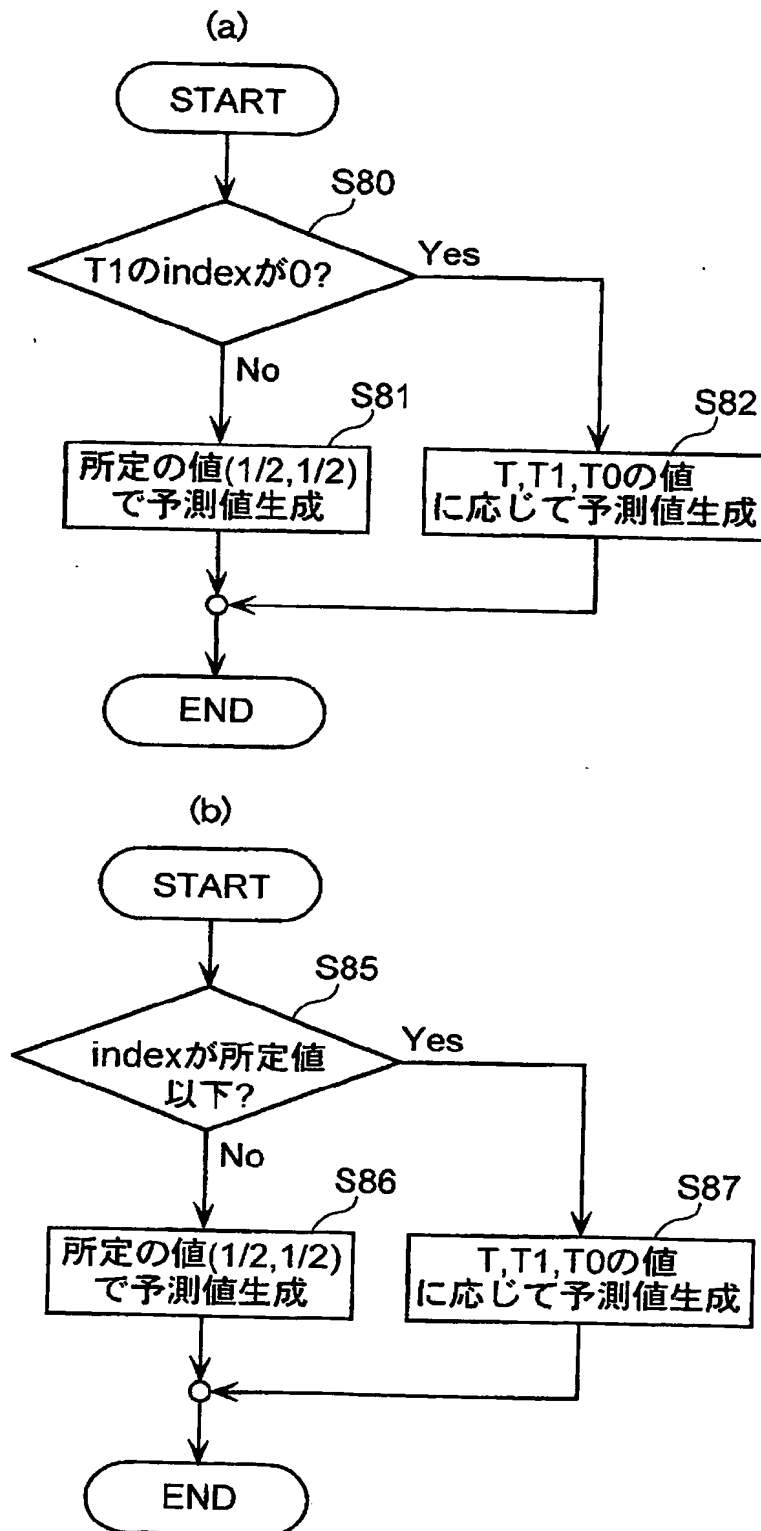 (a)
START
S80
T1のindexが0?
Yes
No
S81
所定の値(1/2,1/2)
で予測値生成
S82
T,T1,T0の値
に応じて予測値生成
END
(b)
START
S85
indexが所定値
以下?
Yes
No
S86
所定の値(1/2,1/2)
で予測値生成
S87
T,T1,T0の値
に応じて予測値生成
END